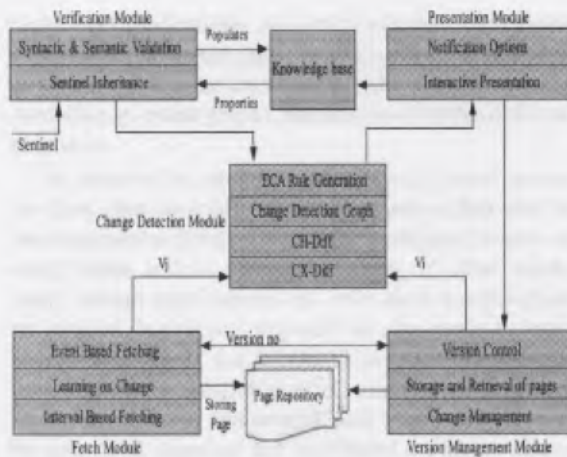 Verification Module
Presentation Module
Syntactic & Semantic Validation
Populates
Notification Options
Sentinel Inheritance
Knowledge base
Interactive Presentation
Properties
Sentinel
ECA Rule Generation
Change Detection Graph
Change Detection Module
CH-Diff
CX-Diff
Vj
Vi
Event Based Fetching
Version no
Version Control
Learning on Change
Storage and Retrieval of pages
Storing
Page
Page Repository
Interval Based Fetching
Change Management
Fetch Module
Version Management Module